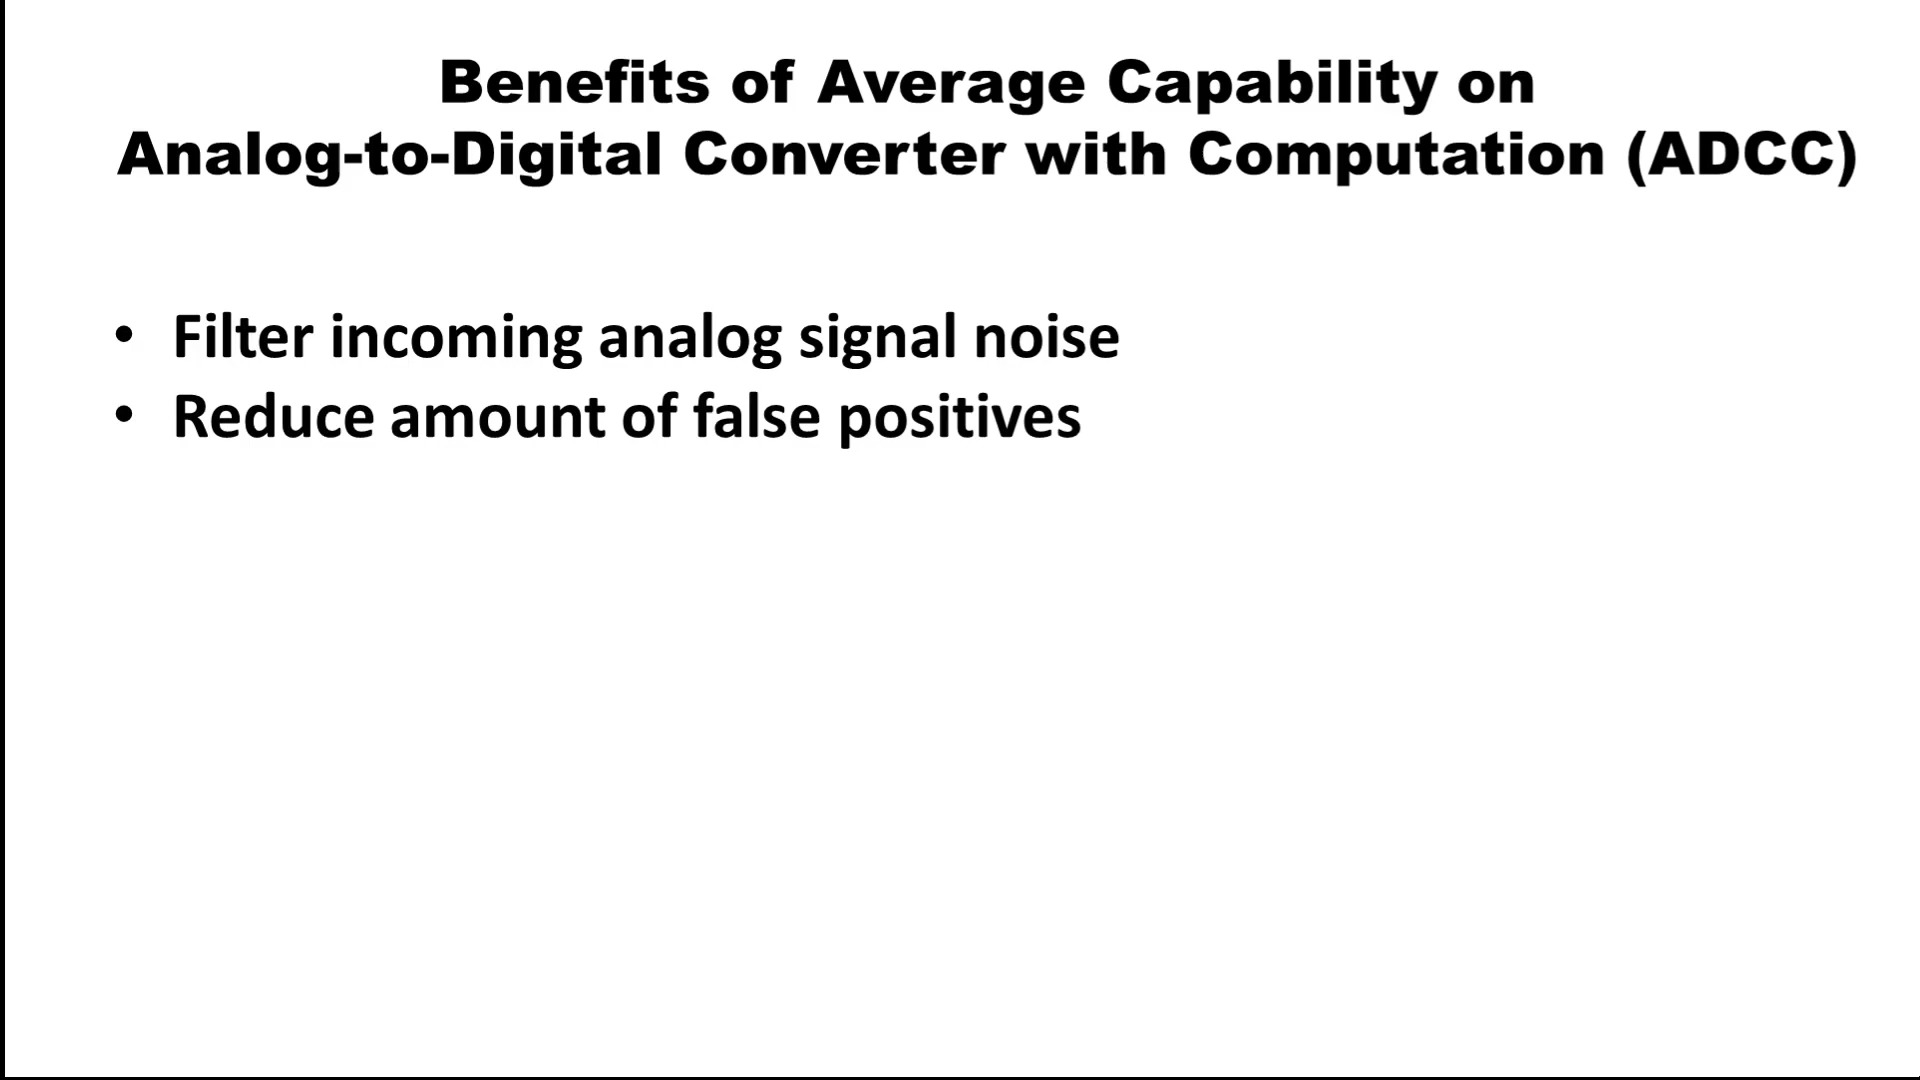 Benefits of Average Capability on
Analog-to-Digital Converter with Computation (ADCC)
• Filter incoming analog signal noise
• Reduce amount of false positives